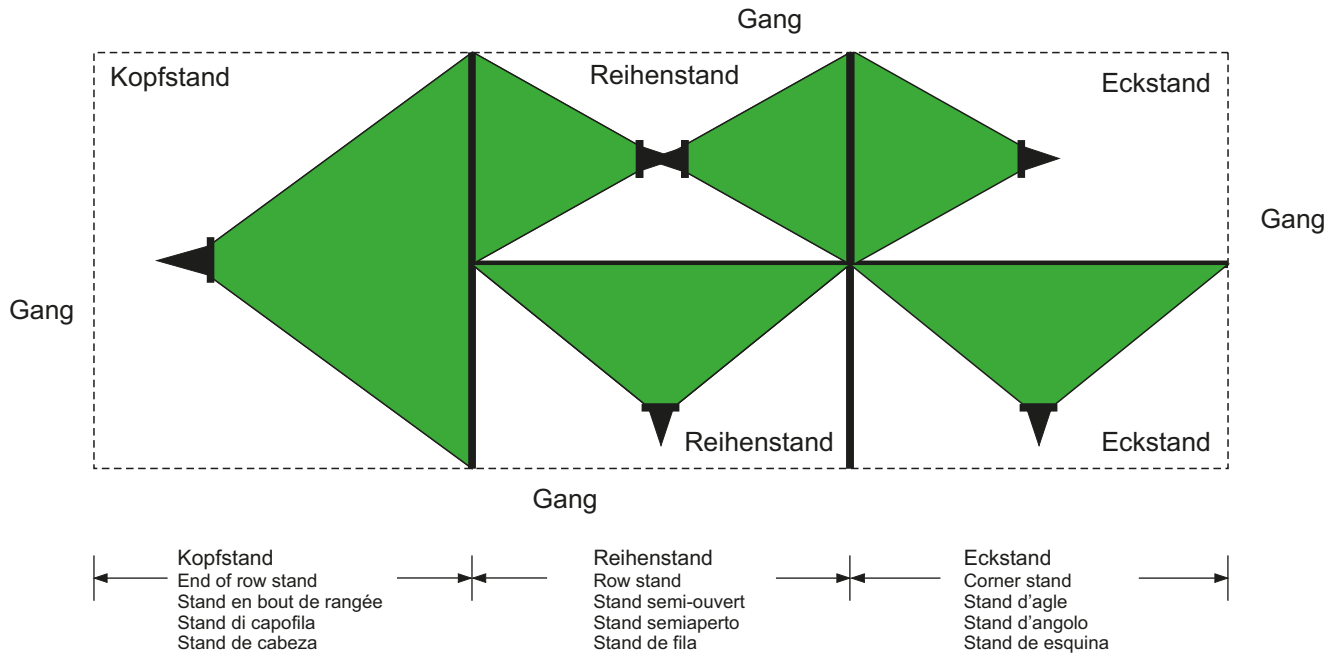 Gang
Kopfstand
Reihenstand
Eckstand
Gang
Gang
Reihenstand
Eckstand
Gang
Kopfstand
End of row stand
Stand en bout de rangée
Stand di capofila
Stand de cabeza
Reihenstand
Row stand
Stand semi-ouvert
Stand semiaperto
Stand de fila
Eckstand
Corner stand
Stand d'agle
Stand d'angolo
Stand de esquina